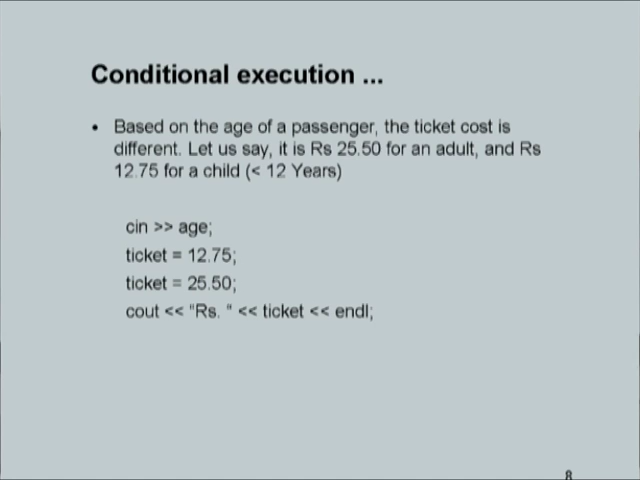 Conditional execution ...
• Based on the age of a passenger, the ticket cost is
different. Let us say, it is Rs 25.50 for an adult, and Rs
12.75 for a child (< 12 Years)
cin >> age;
ticket = 12.75;
ticket = 25.50;
cout << "Rs. " << ticket << endl;
8